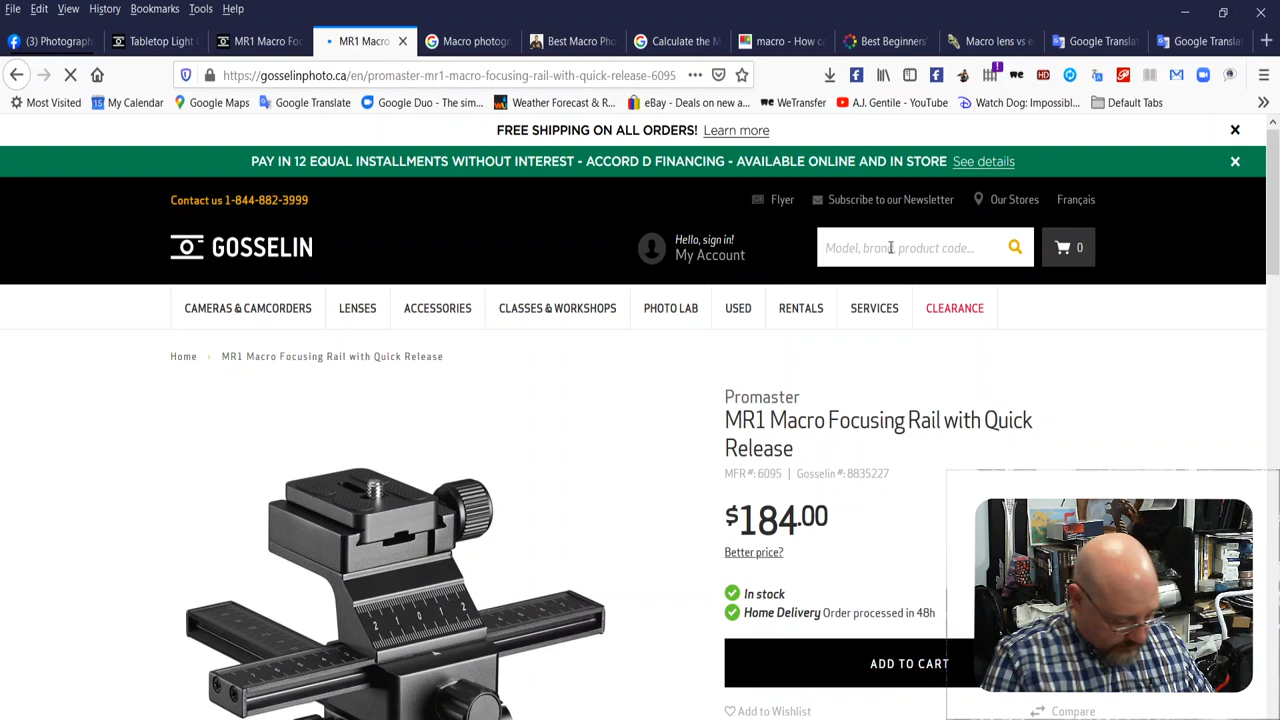 File Edit View History Bookmarks Tools Help
(3) Photograph Tabletop Light MR1 Macro Foc MR1 Macro Macro photog Best Macro Pho Calculate the M macro - How ca Best Beginners' Macro lens vs e Google Transla Google Translat
https://gosselinphoto.ca/en/promaster-mr1-macro-focusing-rail-with-quick-release-6095
Most Visited My Calendar Google Maps Google Translate Google Duo - The sim... Weather Forecast & R... eBay - Deals on new a... WeTransfer A.J. Gentile - YouTube Watch Dog: Impossibl... Default Tabs
FREE SHIPPING ON ALL ORDERS! Learn more
PAY IN 12 EQUAL INSTALLMENTS WITHOUT INTEREST - ACCORD D FINANCING - AVAILABLE ONLINE AND IN STORE See details
Contact us 1-844-882-3999 Flyer Subscribe to our Newsletter Our Stores Français
GOSSELIN Hello, sign in! Model, brand, product code... 0
My Account
CAMERAS & CAMCORDERS LENSES ACCESSORIES CLASSES & WORKSHOPS PHOTO LAB USED RENTALS SERVICES CLEARANCE
Home › MR1 Macro Focusing Rail with Quick Release
Promaster
MR1 Macro Focusing Rail with Quick
Release
MFR #: 6095 | Gosselin #: 8835227
$184.00
Better price?
In stock
Home Delivery Order processed in 48h
ADD TO CART
Add to Wishlist Compare